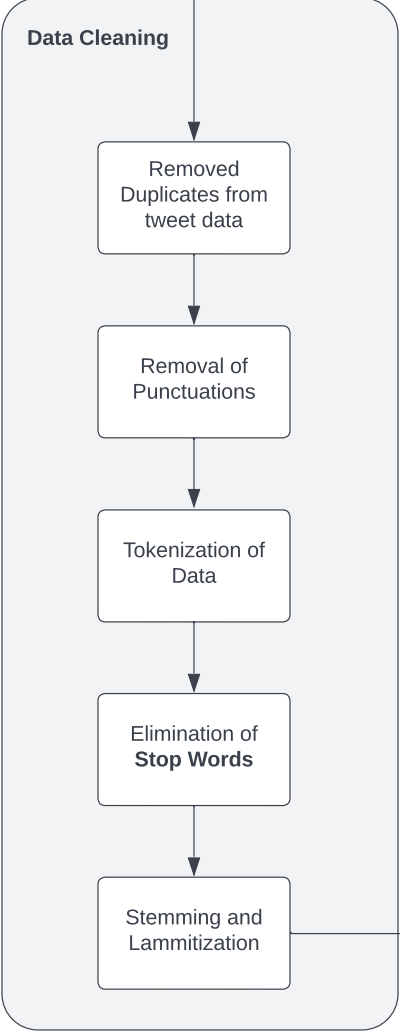 Data Cleaning
Removed
Duplicates from
tweet data
Removal of
Punctuations
Tokenization of
Data
Elimination of
Stop Words
Stemming and
Lammitization